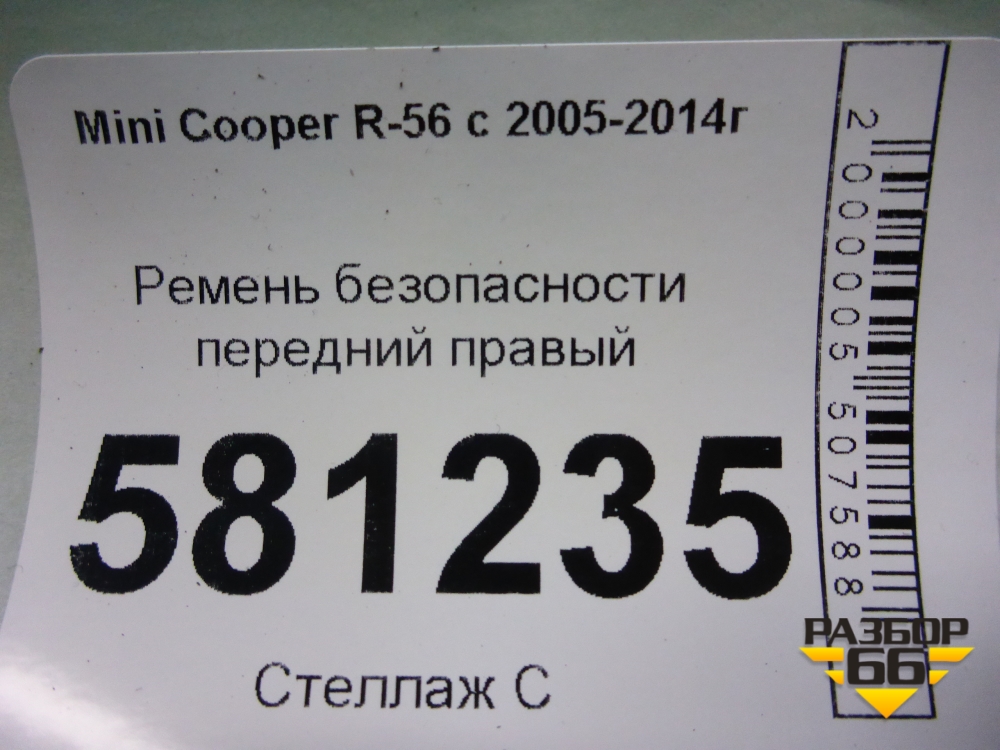 Mini Cooper R-56 с 2005-2014г
Ремень безопасности
передний правый
581235
Стеллаж С
2000005507588
РАЗБОР
66